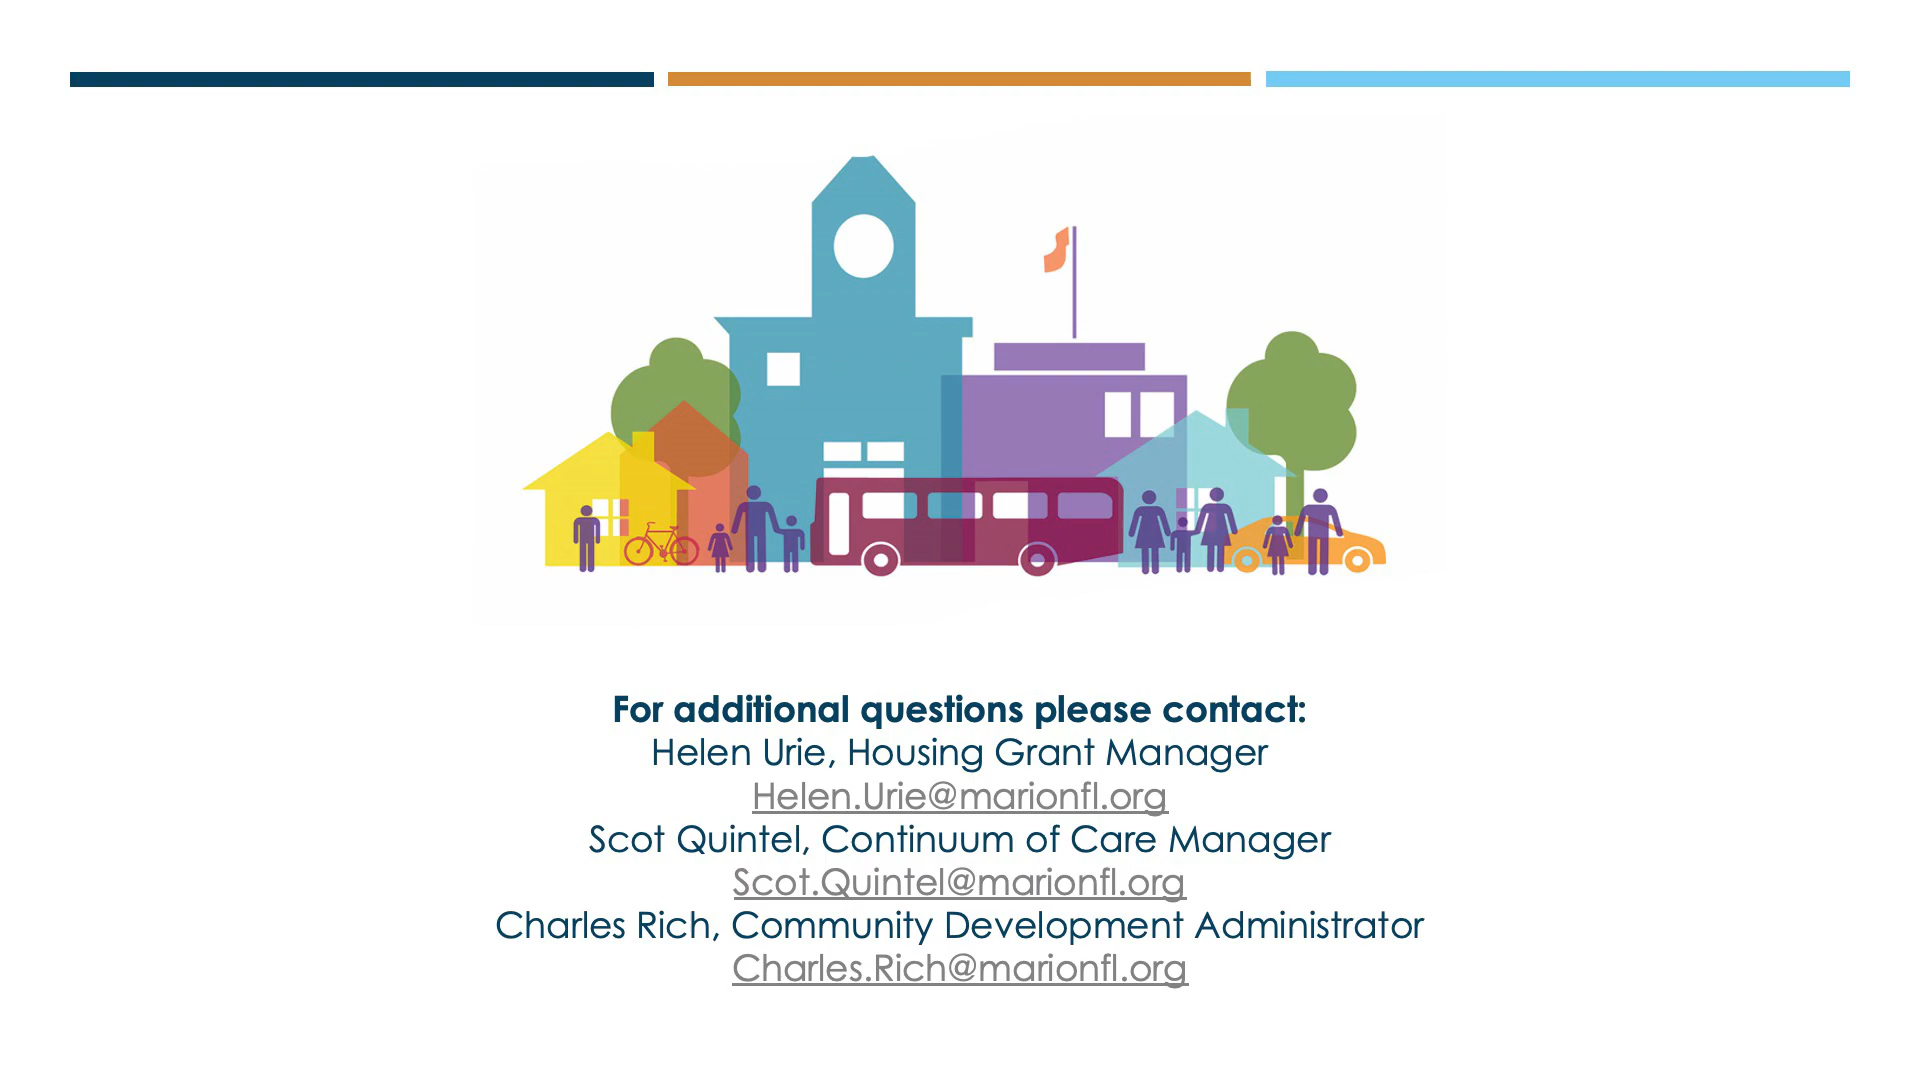 For additional questions please contact:
Helen Urie, Housing Grant Manager
Helen.Urie@marionfl.org
Scot Quintel, Continuum of Care Manager
Scot.Quintel@marionfl.org
Charles Rich, Community Development Administrator
Charles.Rich@marionfl.org